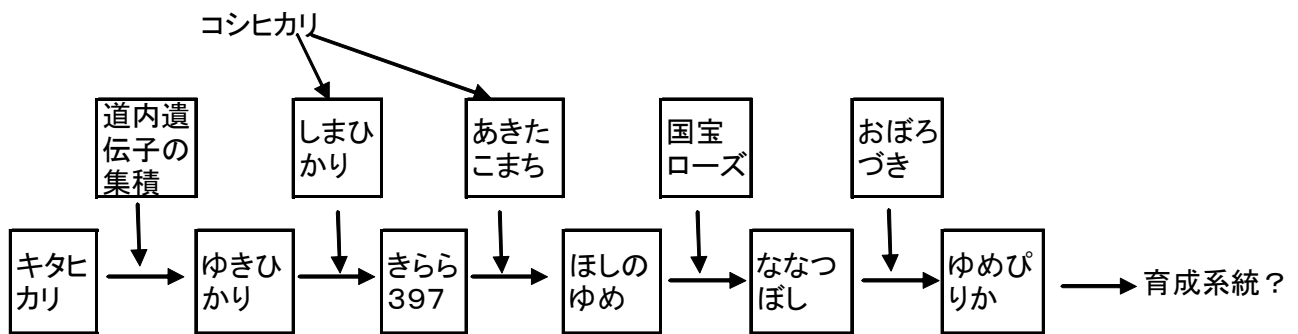 コシヒカリ
道内遺
伝子の
集積
しまひ
かり
あきた
こまち
国宝
ローズ
おぼろ
づき
キタヒ
カリ
ゆきひ
かり
きらら
３９７
ほしの
ゆめ
ななつ
ぼし
ゆめぴ
りか
育成系統？